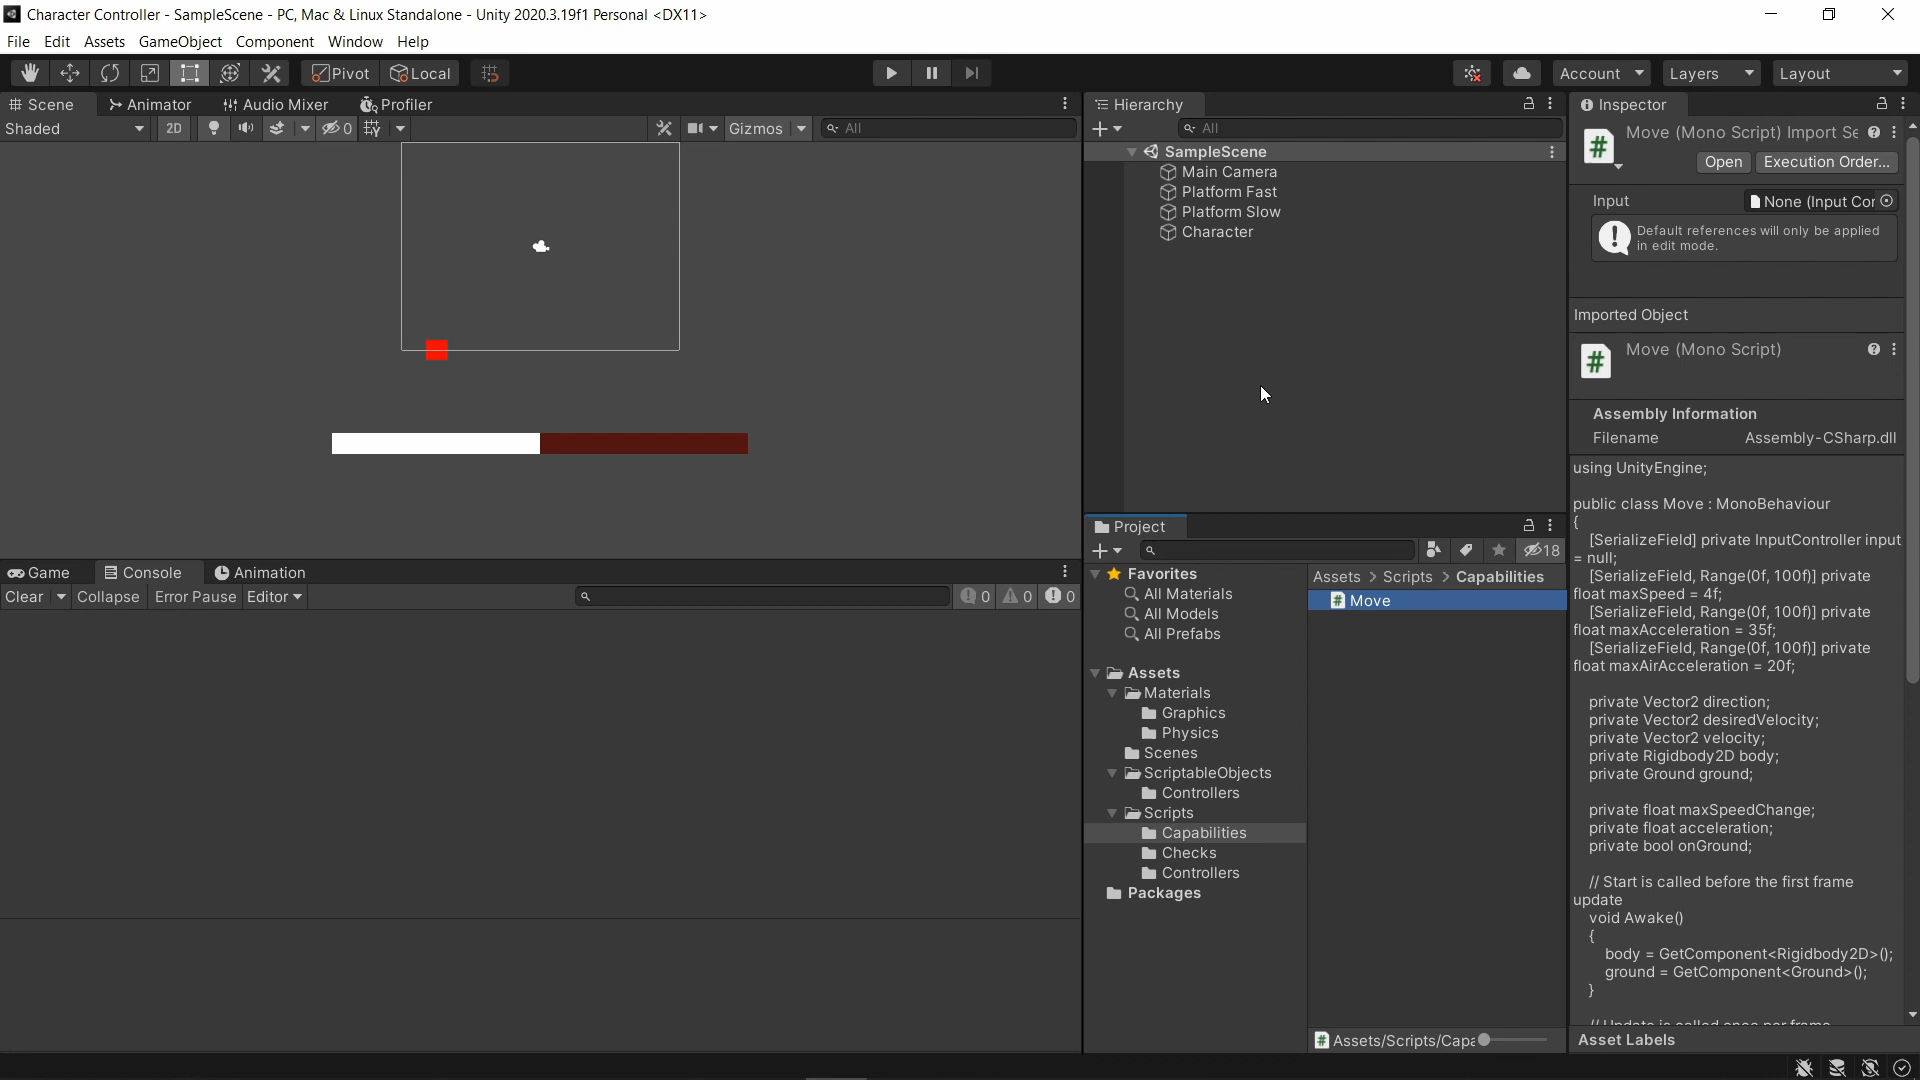 Character Controller - SampleScene - PC, Mac & Linux Standalone - Unity 2020.3.19f1 Personal <DX11>
File Edit Assets GameObject Component Window Help
Pivot Local Account Layers Layout
Scene Animator Audio Mixer Profiler
Shaded 2D 0 Gizmos All
Hierarchy
All
SampleScene
Main Camera
Platform Fast
Platform Slow
Character
Game Console Animation
Clear Collapse Error Pause Editor 0 0 0
Project
18
Favorites
All Materials
All Models
All Prefabs
Assets
Materials
Graphics
Physics
Scenes
ScriptableObjects
Controllers
Scripts
Capabilities
Checks
Controllers
Packages
Assets > Scripts > Capabilities
Move
Assets/Scripts/Capa
Inspector
Move (Mono Script) Import Se
Open Execution Order...
Input None (Input Cor
Default references will only be applied
in edit mode.
Imported Object
Move (Mono Script)
Assembly Information
Filename Assembly-CSharp.dll
using UnityEngine;
public class Move : MonoBehaviour
{
[SerializeField] private InputController input
= null;
[SerializeField, Range(0f, 100f)] private
float maxSpeed = 4f;
[SerializeField, Range(0f, 100f)] private
float maxAcceleration = 35f;
[SerializeField, Range(0f, 100f)] private
float maxAirAcceleration = 20f;
private Vector2 direction;
private Vector2 desiredVelocity;
private Vector2 velocity;
private Rigidbody2D body;
private Ground ground;
private float maxSpeedChange;
private float acceleration;
private bool onGround;
// Start is called before the first frame
update
void Awake()
{
body = GetComponent<Rigidbody2D>();
ground = GetComponent<Ground>();
}
// Update is called once per frame
Asset Labels